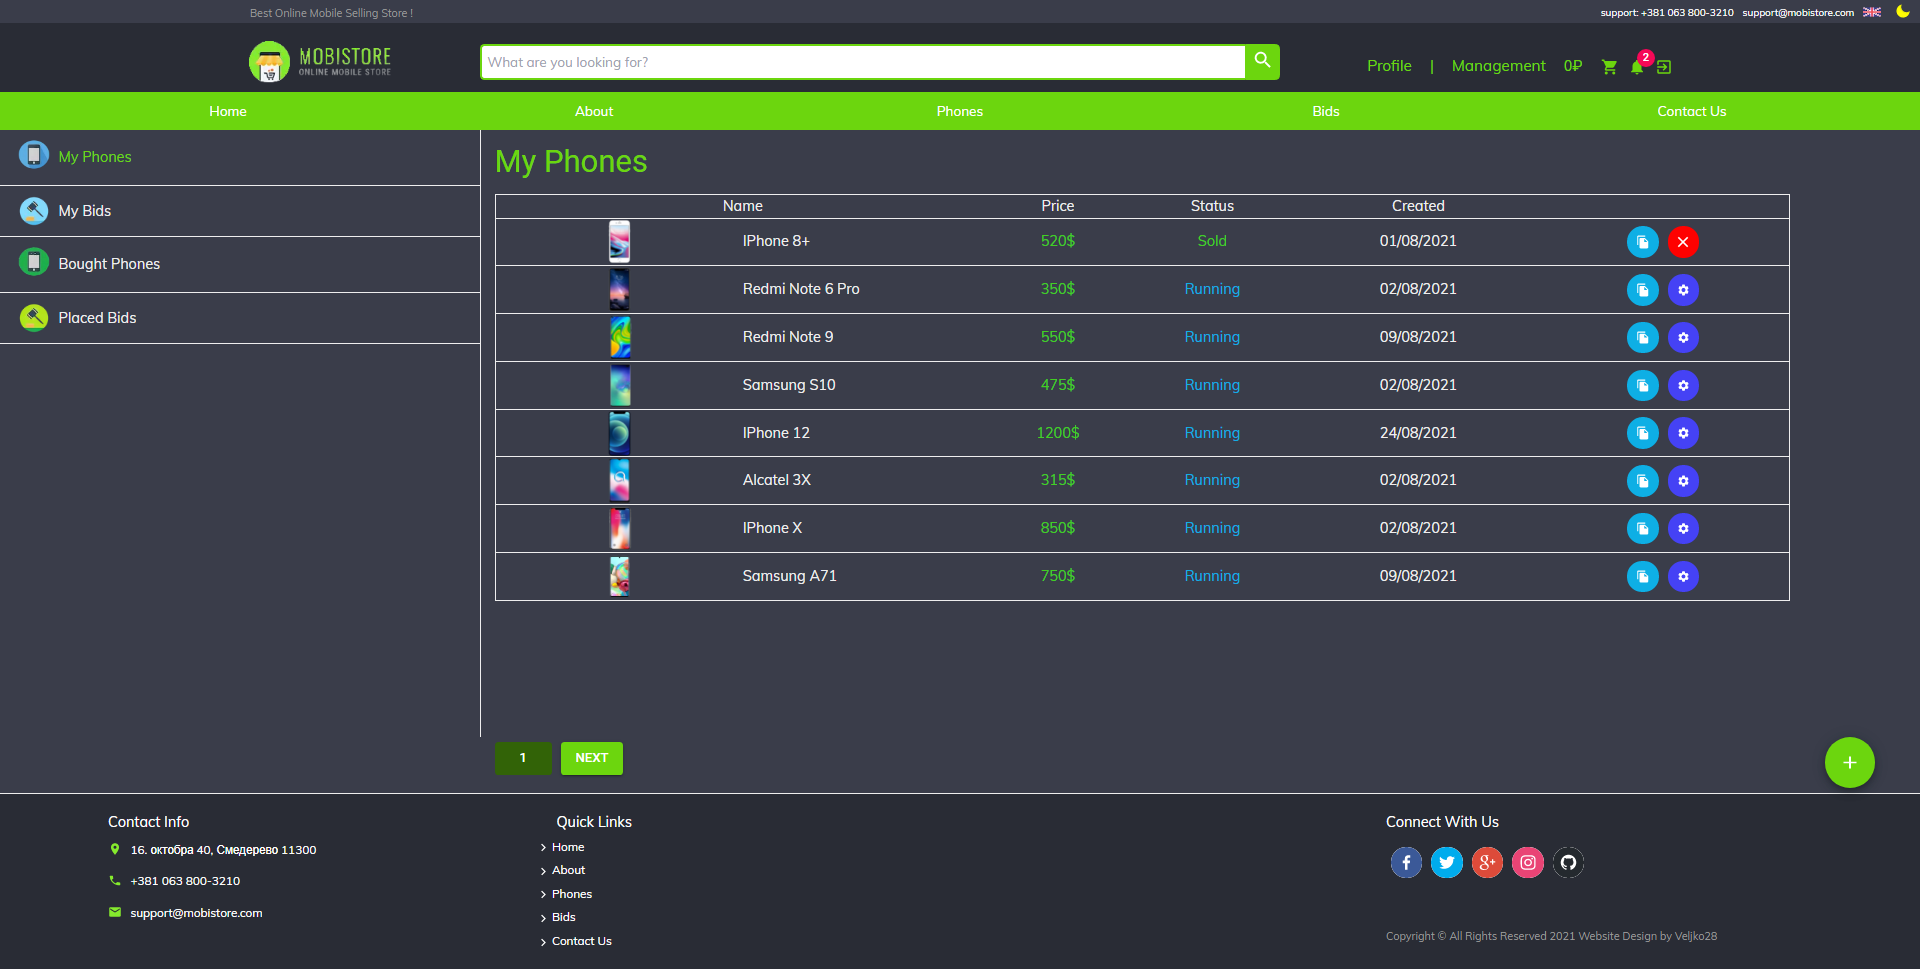 Best Online Mobile Selling Store !
support: +381 063 800-3210 support@mobistore.com
MOBISTORE
ONLINE MOBILE STORE
What are you looking for?
Profile | Management 0₽ 2
Home About Phones Bids Contact Us
My Phones
My Bids
Bought Phones
Placed Bids
My Phones
Name Price Status Created
IPhone 8+ 520$ Sold 01/08/2021
Redmi Note 6 Pro 350$ Running 02/08/2021
Redmi Note 9 550$ Running 09/08/2021
Samsung S10 475$ Running 02/08/2021
IPhone 12 1200$ Running 24/08/2021
Alcatel 3X 315$ Running 02/08/2021
IPhone X 850$ Running 02/08/2021
Samsung A71 750$ Running 09/08/2021
1 NEXT
Contact Info
16. октобра 40, Смедерево 11300
+381 063 800-3210
support@mobistore.com
Quick Links
Home
About
Phones
Bids
Contact Us
Connect With Us
Copyright © All Rights Reserved 2021 Website Design by Veljko28